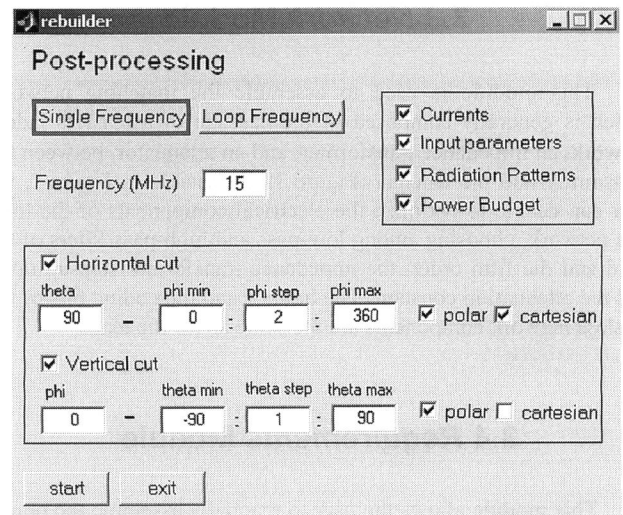 rebuilder
Post-processing
Single Frequency Loop Frequency
Frequency (MHz) 15
Currents
Input parameters
Radiation Patterns
Power Budget
Horizontal cut
theta phi min phi step phi max
90 - 0 : 2 : 360 polar cartesian
Vertical cut
phi theta min theta step theta max
0 - -90 : 1 : 90 polar cartesian
start exit